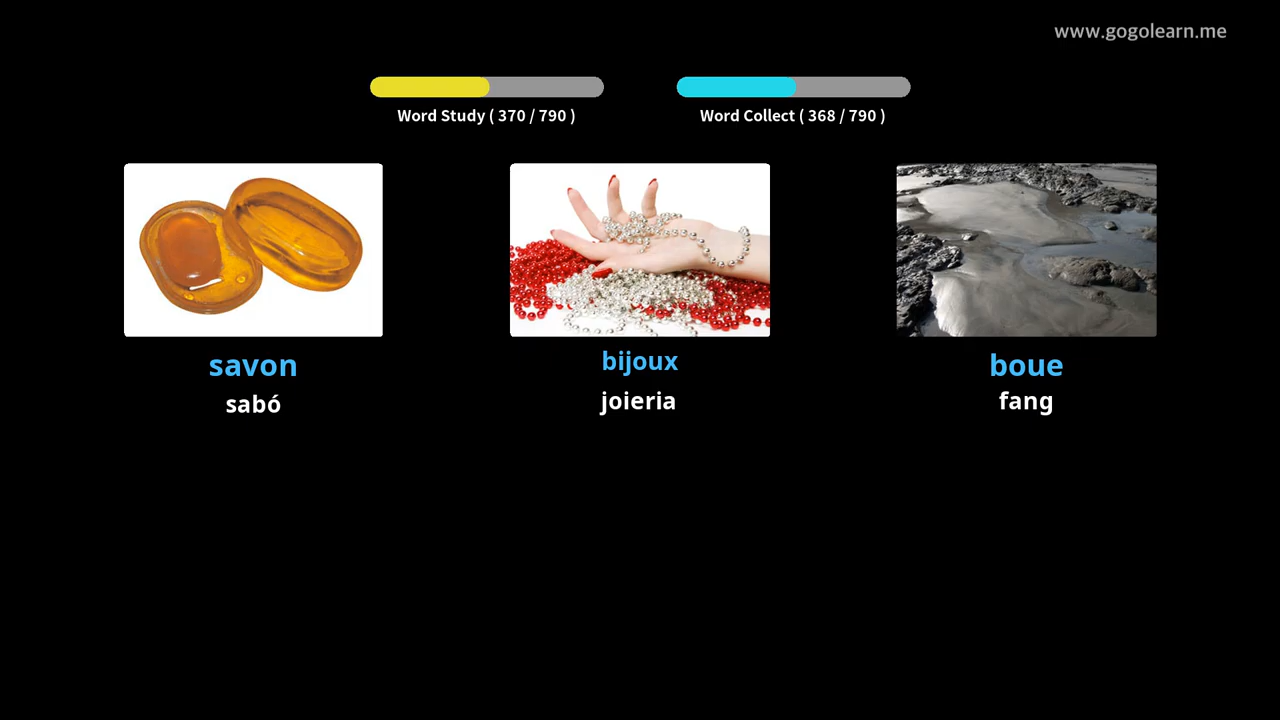 www.gogolearn.me
Word Study ( 370 / 790 )
Word Collect ( 368 / 790 )
savon
sabó
bijoux
joieria
boue
fang